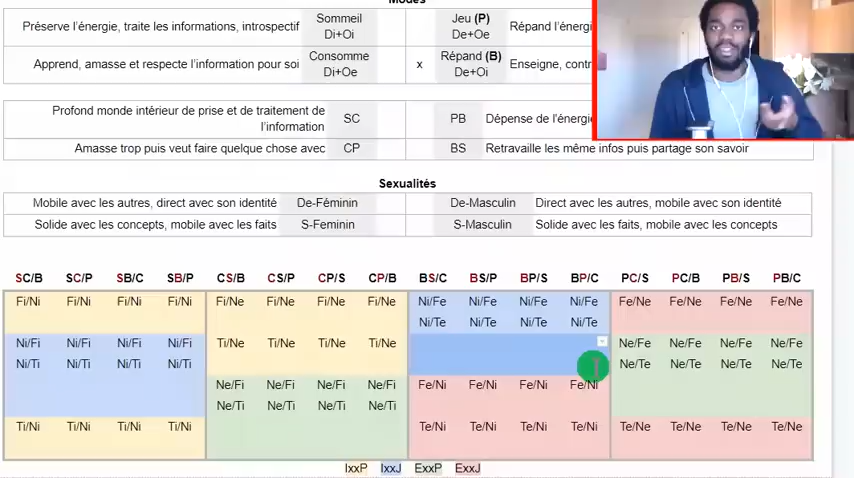 Modes
Préserve l'énergie, traite les informations, introspectif
Sommeil
Di+Oi
Jeu (P)
De+Oe
Répand l'éner
Apprend, amasse et respecte l'information pour soi
Consomme
Di+Oe
x
Répand (B)
De+Oi
Enseigne, cont
Profond monde intérieur de prise et de traitement de
l'information
SC
PB
Dépense de l'énergie
Amasse trop puis veut faire quelque chose avec
CP
BS
Retravaille les même infos puis partage son savoir
Sexualités
Mobile avec les autres, direct avec son identité
De-Féminin
De-Masculin
Direct avec les autres, mobile avec son identité
Solide avec les concepts, mobile avec les faits
S-Feminin
S-Masculin
Solide avec les faits, mobile avec les concepts
SC/B SC/P SB/C SB/P CS/B CS/P CP/S CP/B BS/C BS/P BP/S BP/C PC/S PC/B PB/S PB/C
Fi/Ni Fi/Ni Fi/Ni Fi/Ni Fi/Ne Fi/Ne Fi/Ne Fi/Ne Ni/Fe Ni/Fe Ni/Fe Ni/Fe Fe/Ne Fe/Ne Fe/Ne Fe/Ne
Ni/Te Ni/Te Ni/Te Ni/Te
Ni/Fi Ni/Fi Ni/Fi Ni/Fi Ti/Ne Ti/Ne Ti/Ne Ti/Ne Ne/Fe Ne/Fe Ne/Fe Ne/Fe
Ni/Ti Ni/Ti Ni/Ti Ni/Ti Ne/Te Ne/Te Ne/Te Ne/Te
Ne/Fi Ne/Fi Ne/Fi Ne/Fi Fe/Ni Fe/Ni Fe/Ni Fe/Ni
Ne/Ti Ne/Ti Ne/Ti Ne/Ti
Ti/Ni Ti/Ni Ti/Ni Ti/Ni Te/Ni Te/Ni Te/Ni Te/Ni Te/Ne Te/Ne Te/Ne Te/Ne
IxxP IxxJ ExxP ExxJ